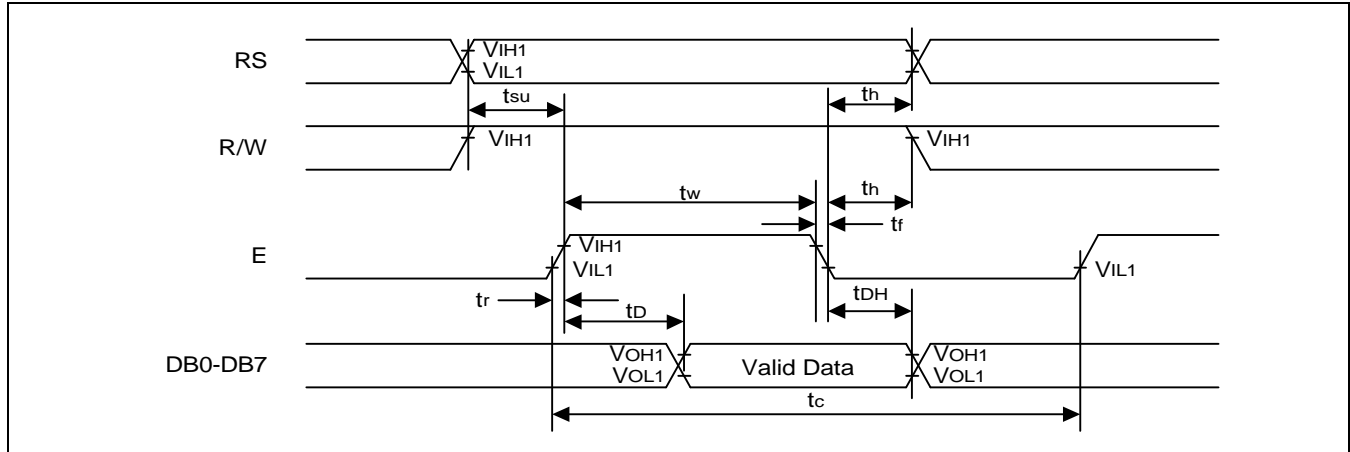 RS
VIH1
VIL1
tsu
th
R/W
VIH1
VIH1
tw
th
tf
E
VIH1
VIL1
VIL1
tr
tD
tDH
DB0-DB7
VOH1
VOL1
Valid Data
VOH1
VOL1
tc